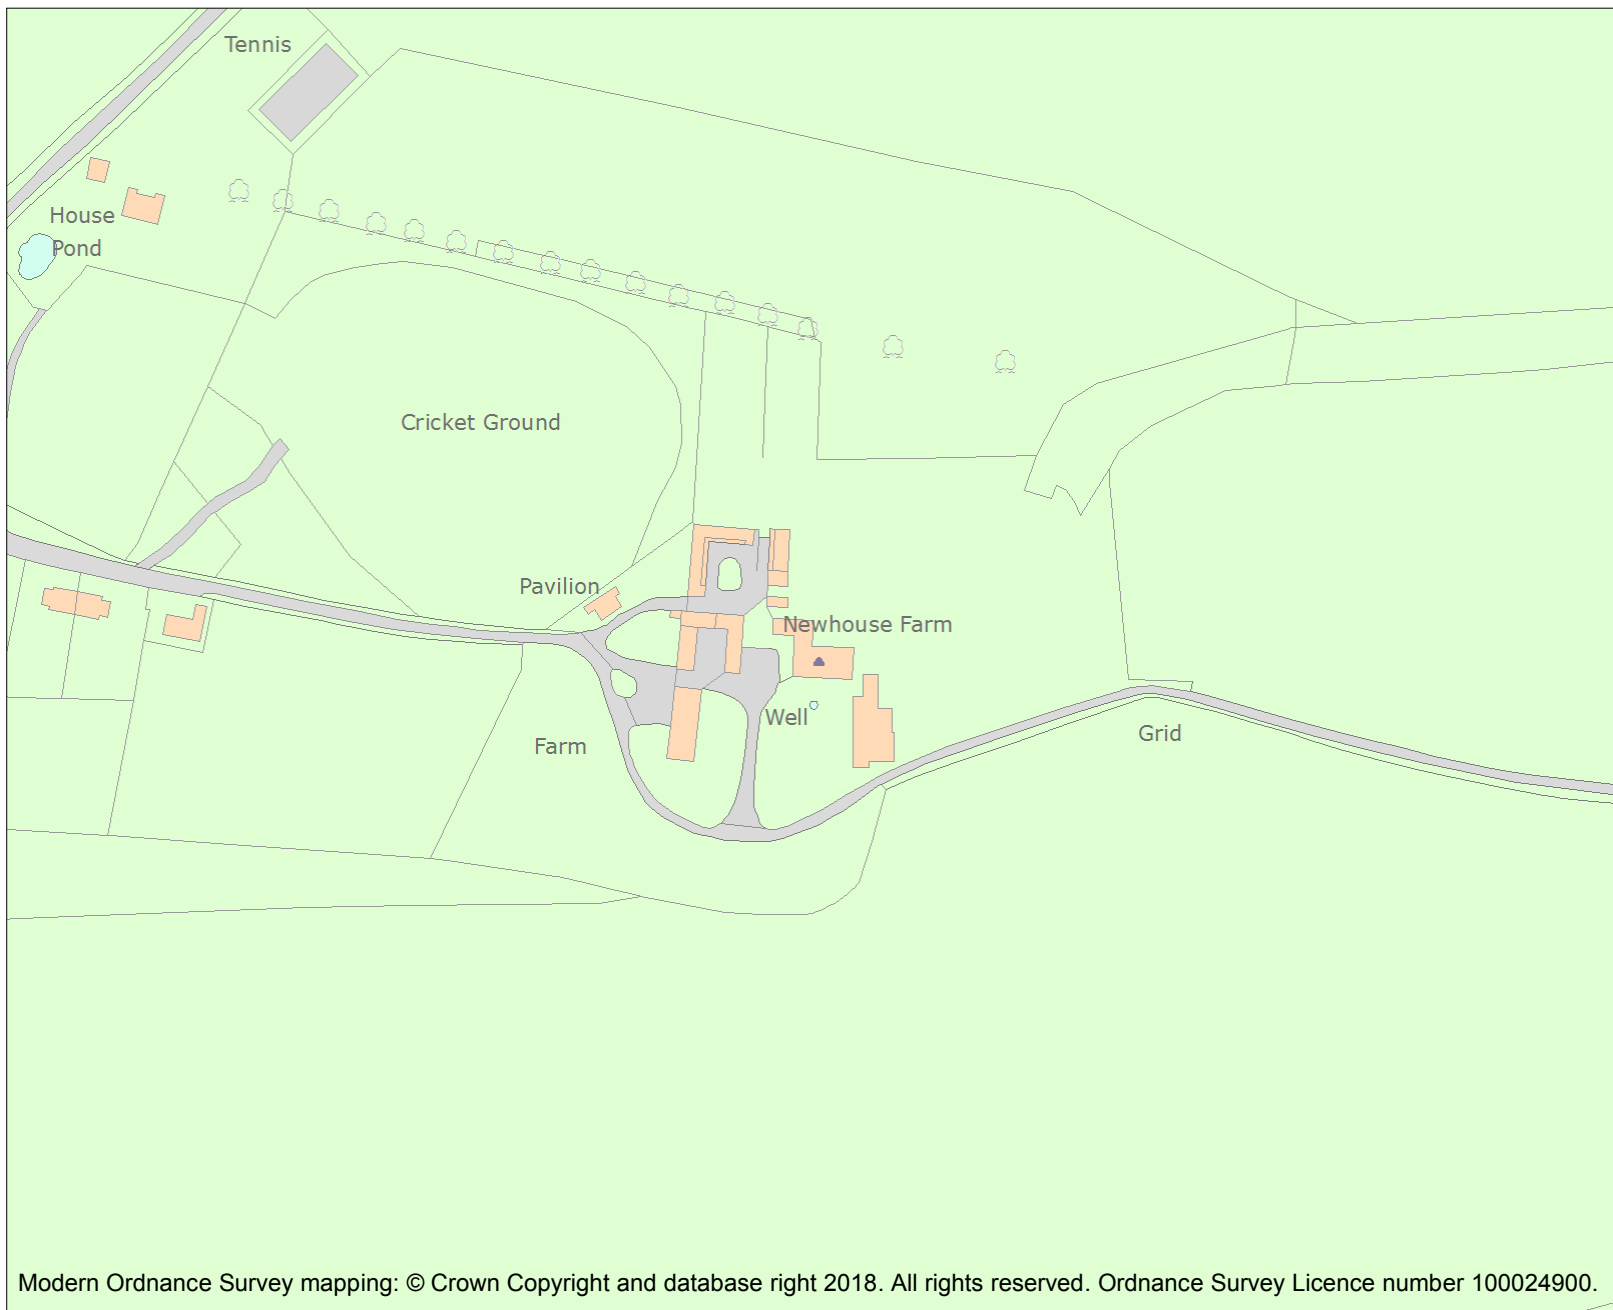 Tennis
House
Pond
Cricket Ground
Pavilion
Newhouse Farm
Well
Farm
Grid
Modern Ordnance Survey mapping: © Crown Copyright and database right 2018. All rights reserved. Ordnance Survey Licence number 100024900.